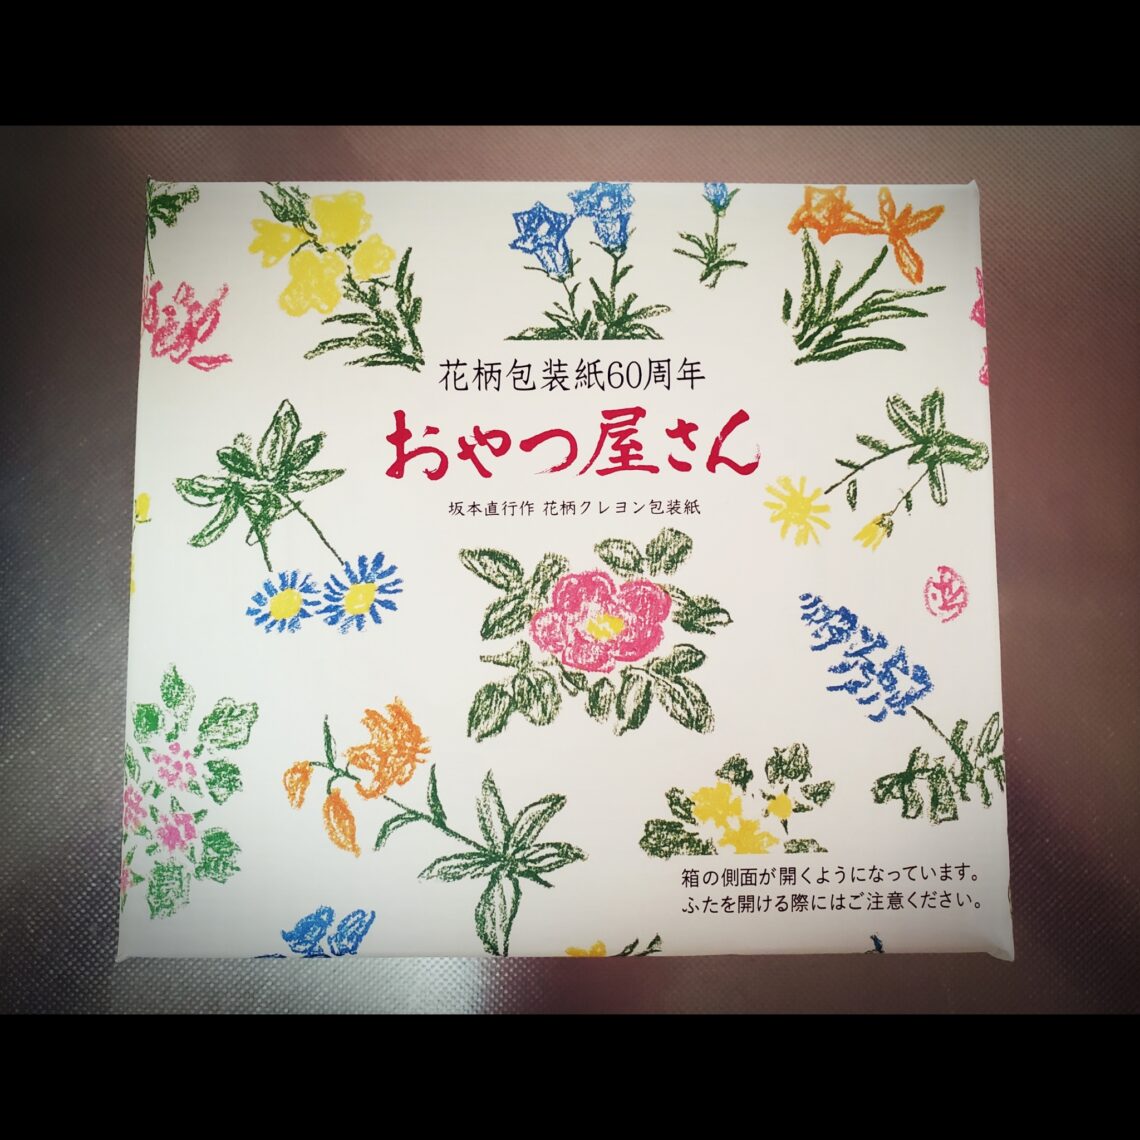 花柄包装紙60周年
おやつ屋さん
坂本直行作 花柄クレヨン包装紙
箱の側面が開くようになっています。
ふたを開ける際にはご注意ください。